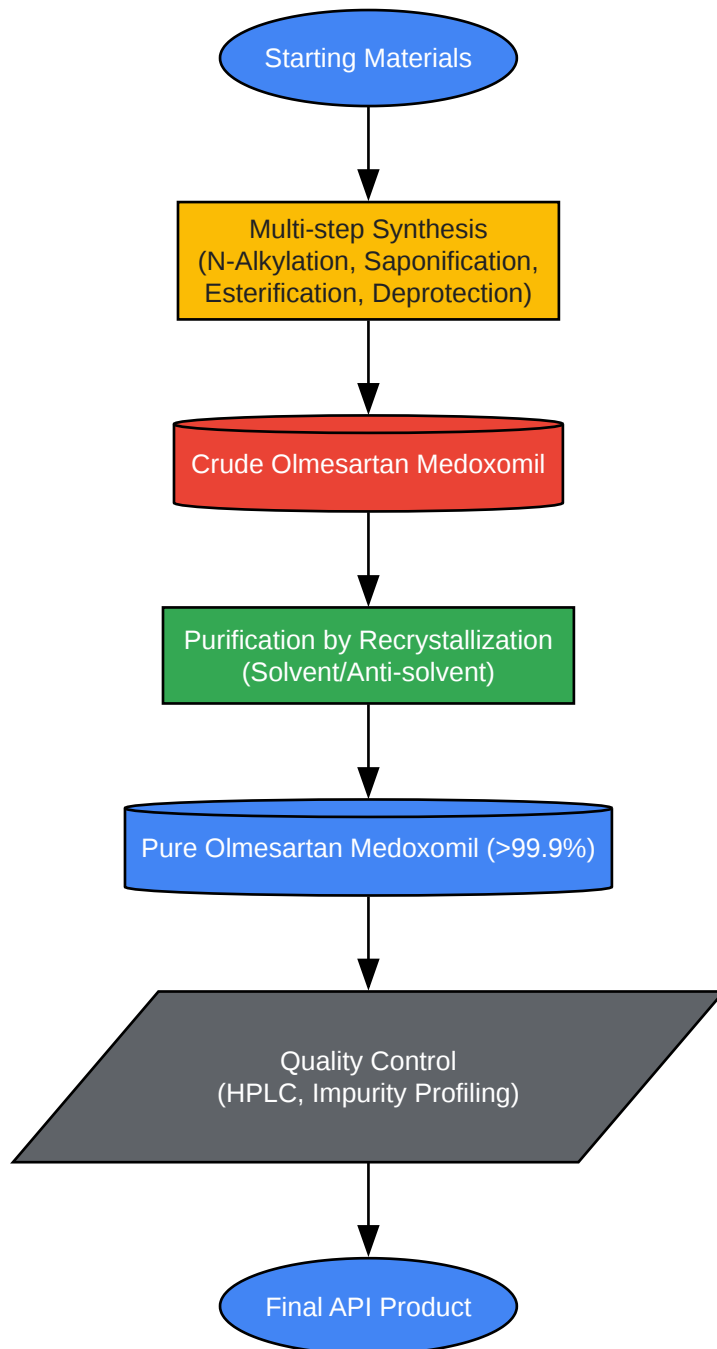 Starting Materials
Multi-step Synthesis
(N-Alkylation, Saponification,
Esterification, Deprotection)
Crude Olmesartan Medoxomil
Purification by Recrystallization
(Solvent/Anti-solvent)
Pure Olmesartan Medoxomil (>99.9%)
Quality Control
(HPLC, Impurity Profiling)
Final API Product